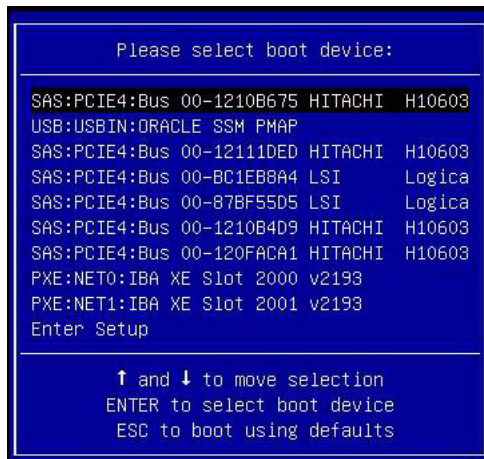 Please select boot device:
SAS:PCIE4:Bus 00-1210B675 HITACHI H10603
USB:USBIN:ORACLE SSM PMAP
SAS:PCIE4:Bus 00-12111DED HITACHI H10603
SAS:PCIE4:Bus 00-BC1EB8A4 LSI Logica
SAS:PCIE4:Bus 00-87BF55D5 LSI Logica
SAS:PCIE4:Bus 00-1210B4D9 HITACHI H10603
SAS:PCIE4:Bus 00-120FACA1 HITACHI H10603
PXE:NET0:IBA XE Slot 2000 v2193
PXE:NET1:IBA XE Slot 2001 v2193
Enter Setup
↑ and ↓ to move selection
ENTER to select boot device
ESC to boot using defaults